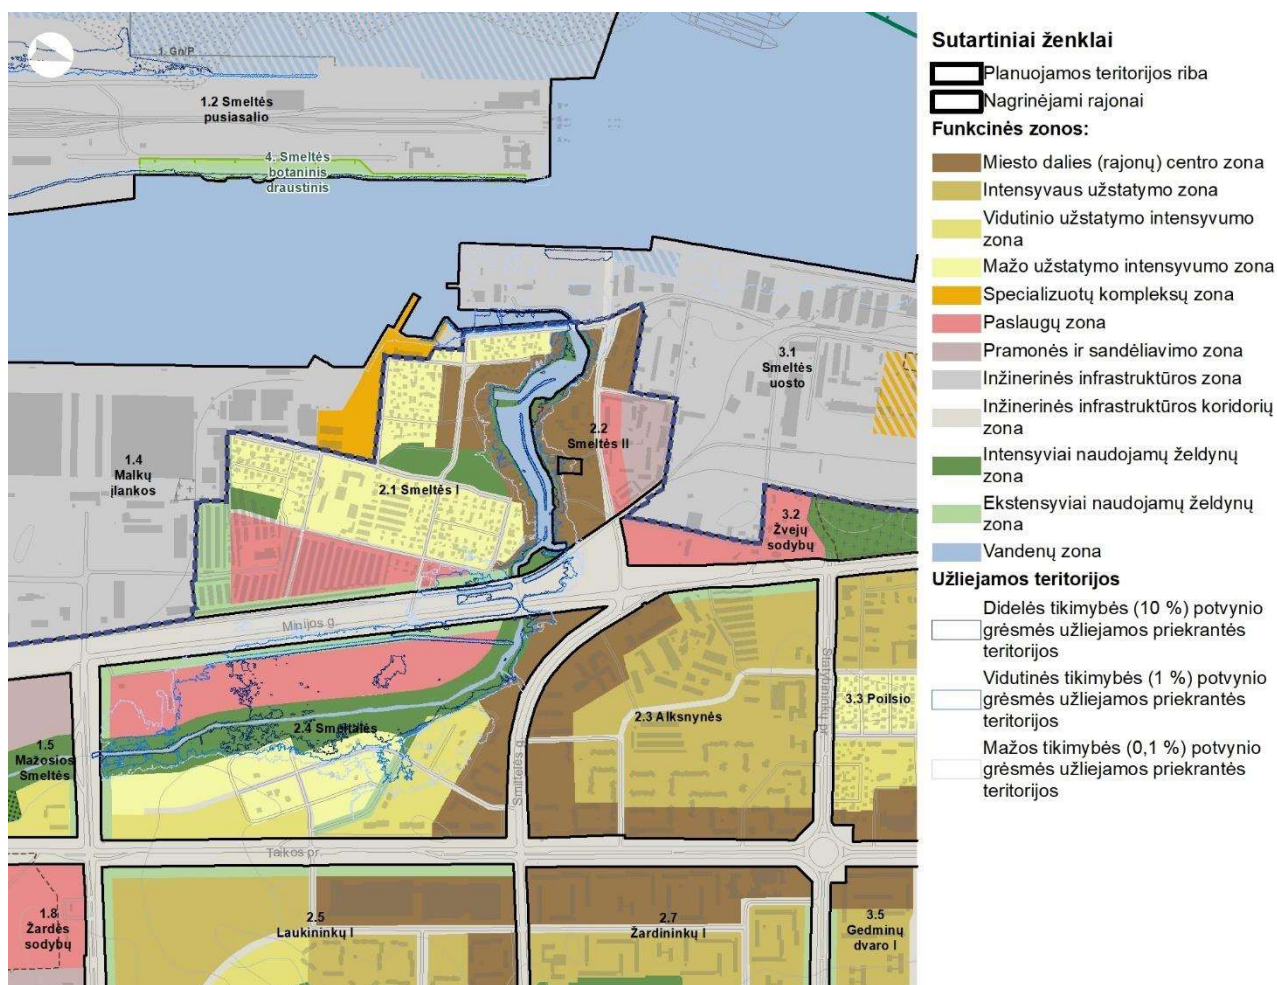 1. Gn/P
1.2 Smeltės
pusiasalio
4. Smeltės
botaninis
draustinis
3.1
Smeltės
uosto
2.2
Smeltės II
1.4
Malkų
įlankos
2.1 Smeltės I
3.2
Žvejų
sodybų
Minijos g.
Statybininkų pr.
2.3 Alksnynės
3.3 Poilsio
2.4 Smeltalės
1.5
Mažosios
Smeltės
Smiltelės g.
Taikos pr.
1.8
Žardės
sodybų
2.5
Laukininkų I
2.7
Žardininkų I
3.5
Gedminų
dvaro I
Sutartiniai ženklai
Planuojamos teritorijos riba
Nagrinėjami rajonai
Funkcinės zonos:
Miesto dalies (rajonų) centro zona
Intensyvaus užstatymo zona
Vidutinio užstatymo intensyvumo
zona
Mažo užstatymo intensyvumo zona
Specializuotų kompleksų zona
Paslaugų zona
Pramonės ir sandėliavimo zona
Inžinerinės infrastruktūros zona
Inžinerinės infrastruktūros koridorių
zona
Intensyviai naudojamų želdynų
zona
Ekstensyviai naudojamų želdynų
zona
Vandenų zona
Užliejamos teritorijos
Didelės tikimybės (10 %) potvynio
grėsmės užliejamos priekrantės
teritorijos
Vidutinės tikimybės (1 %) potvynio
grėsmės užliejamos priekrantės
teritorijos
Mažos tikimybės (0,1 %) potvynio
grėsmės užliejamos priekrantės
teritorijos